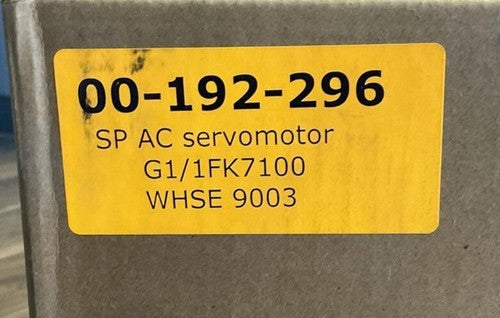 00-192-296
SP AC servomotor
G1/1FK7100
WHSE 9003